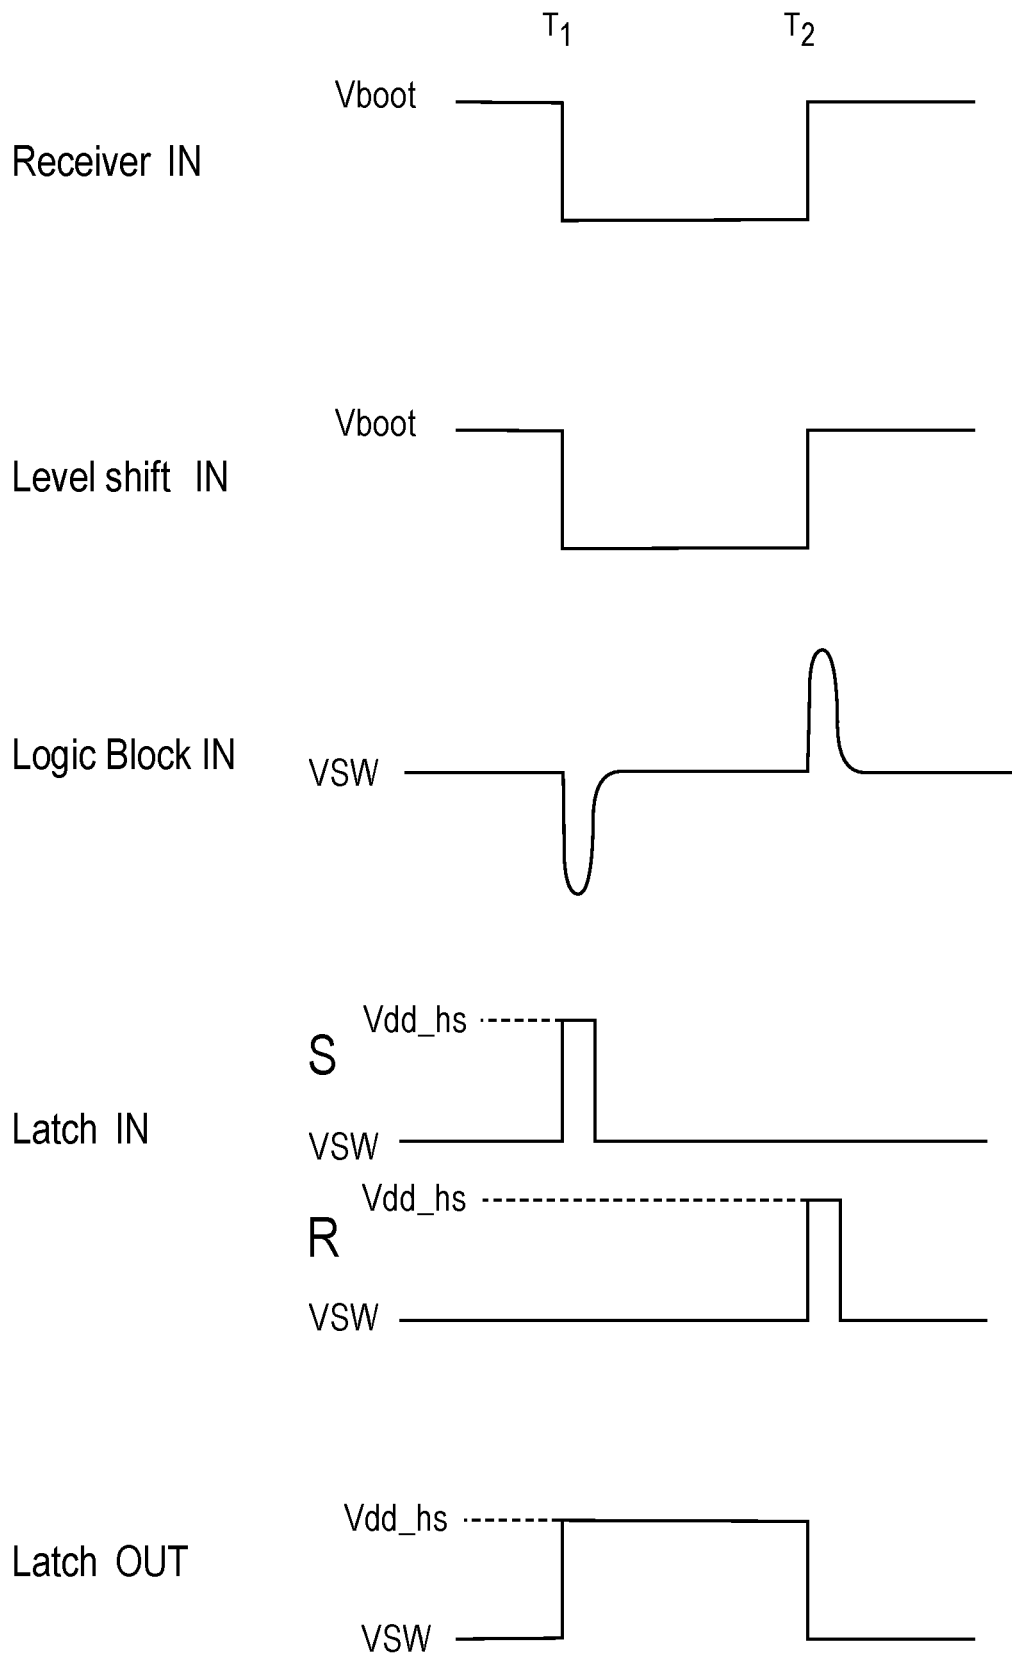 T1 T2
Vboot
Receiver IN
Vboot
Level shift IN
Logic Block IN
VSW
Vdd_hs
S
Latch IN
VSW
Vdd_hs
R
VSW
Vdd_hs
Latch OUT
VSW